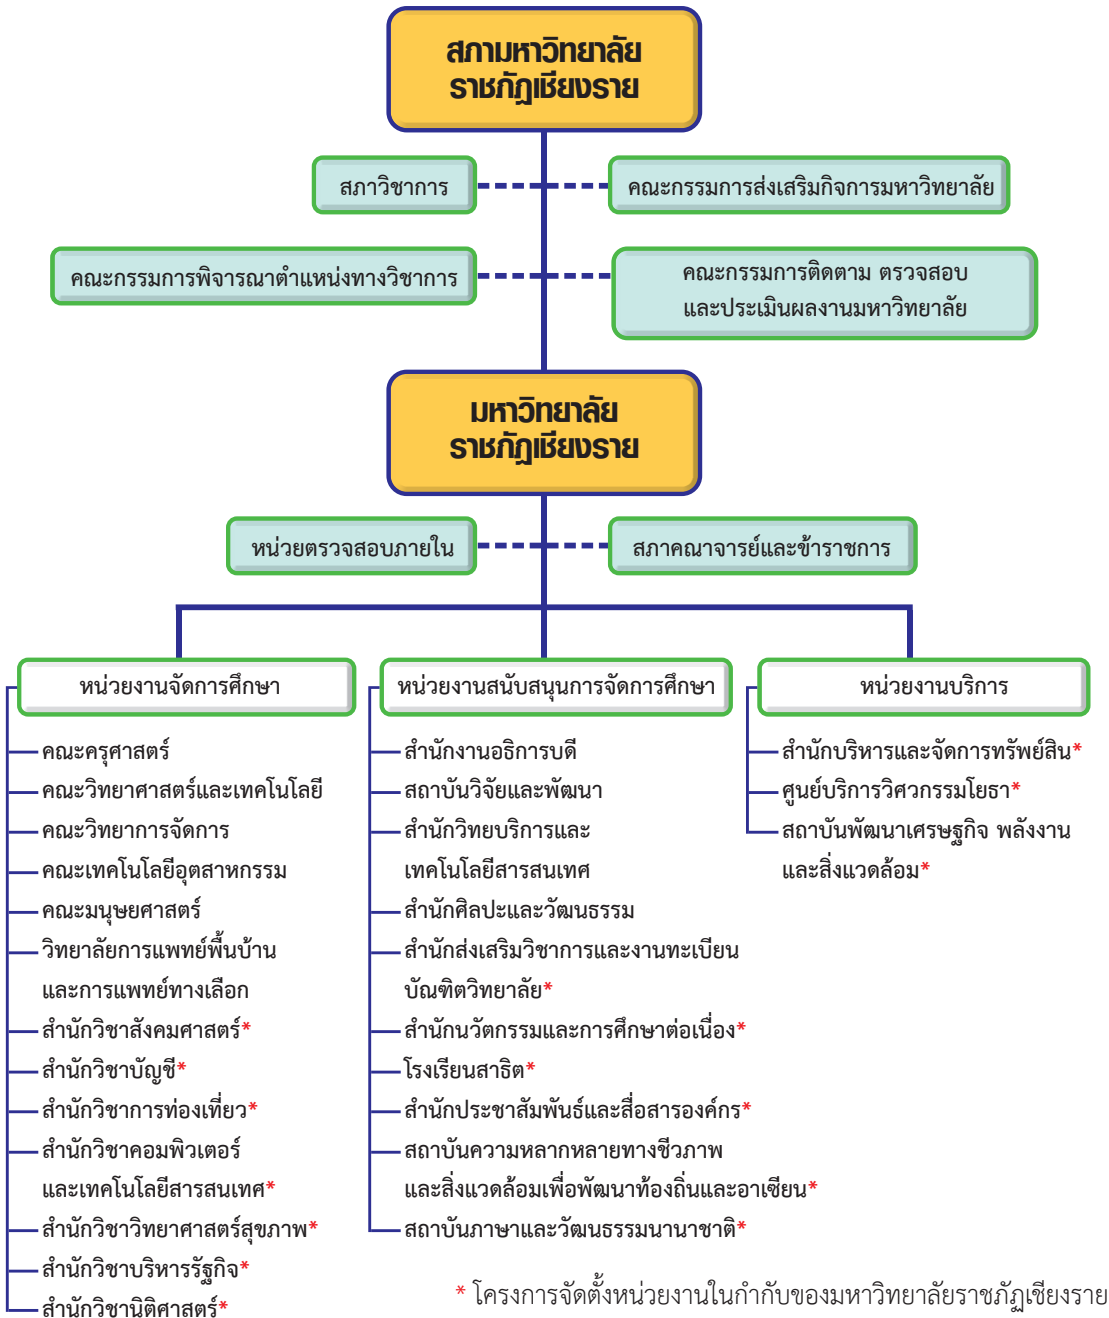 สภามหาวิทยาลัย
ราชภัฏเชียงราย
สภาวิชาการ
คณะกรรมการส่งเสริมกิจการมหาวิทยาลัย
คณะกรรมการพิจารณาตำแหน่งทางวิชาการ
คณะกรรมการติดตาม ตรวจสอบ
และประเมินผลงานมหาวิทยาลัย
มหาวิทยาลัย
ราชภัฏเชียงราย
หน่วยตรวจสอบภายใน
สภาคณาจารย์และข้าราชการ
หน่วยงานจัดการศึกษา
คณะครุศาสตร์
คณะวิทยาศาสตร์และเทคโนโลยี
คณะวิทยาการจัดการ
คณะเทคโนโลยีอุตสาหกรรม
คณะมนุษยศาสตร์
วิทยาลัยการแพทย์พื้นบ้าน
และการแพทย์ทางเลือก
สำนักวิชาสังคมศาสตร์*
สำนักวิชาบัญชี*
สำนักวิชาการท่องเที่ยว*
สำนักวิชาคอมพิวเตอร์
และเทคโนโลยีสารสนเทศ*
สำนักวิชาวิทยาศาสตร์สุขภาพ*
สำนักวิชาบริหารรัฐกิจ*
สำนักวิชานิติศาสตร์*
หน่วยงานสนับสนุนการจัดการศึกษา
สำนักงานอธิการบดี
สถาบันวิจัยและพัฒนา
สำนักวิทยบริการและ
เทคโนโลยีสารสนเทศ
สำนักศิลปะและวัฒนธรรม
สำนักส่งเสริมวิชาการและงานทะเบียน
บัณฑิตวิทยาลัย*
สำนักนวัตกรรมและการศึกษาต่อเนื่อง*
โรงเรียนสาธิต*
สำนักประชาสัมพันธ์และสื่อสารองค์กร*
สถาบันความหลากหลายทางชีวภาพ
และสิ่งแวดล้อมเพื่อพัฒนาท้องถิ่นและอาเซียน*
สถาบันภาษาและวัฒนธรรมนานาชาติ*
หน่วยงานบริการ
สำนักบริหารและจัดการทรัพย์สิน*
ศูนย์บริการวิศวกรรมโยธา*
สถาบันพัฒนาเศรษฐกิจ พลังงาน
และสิ่งแวดล้อม*
* โครงการจัดตั้งหน่วยงานในกำกับของมหาวิทยาลัยราชภัฏเชียงราย